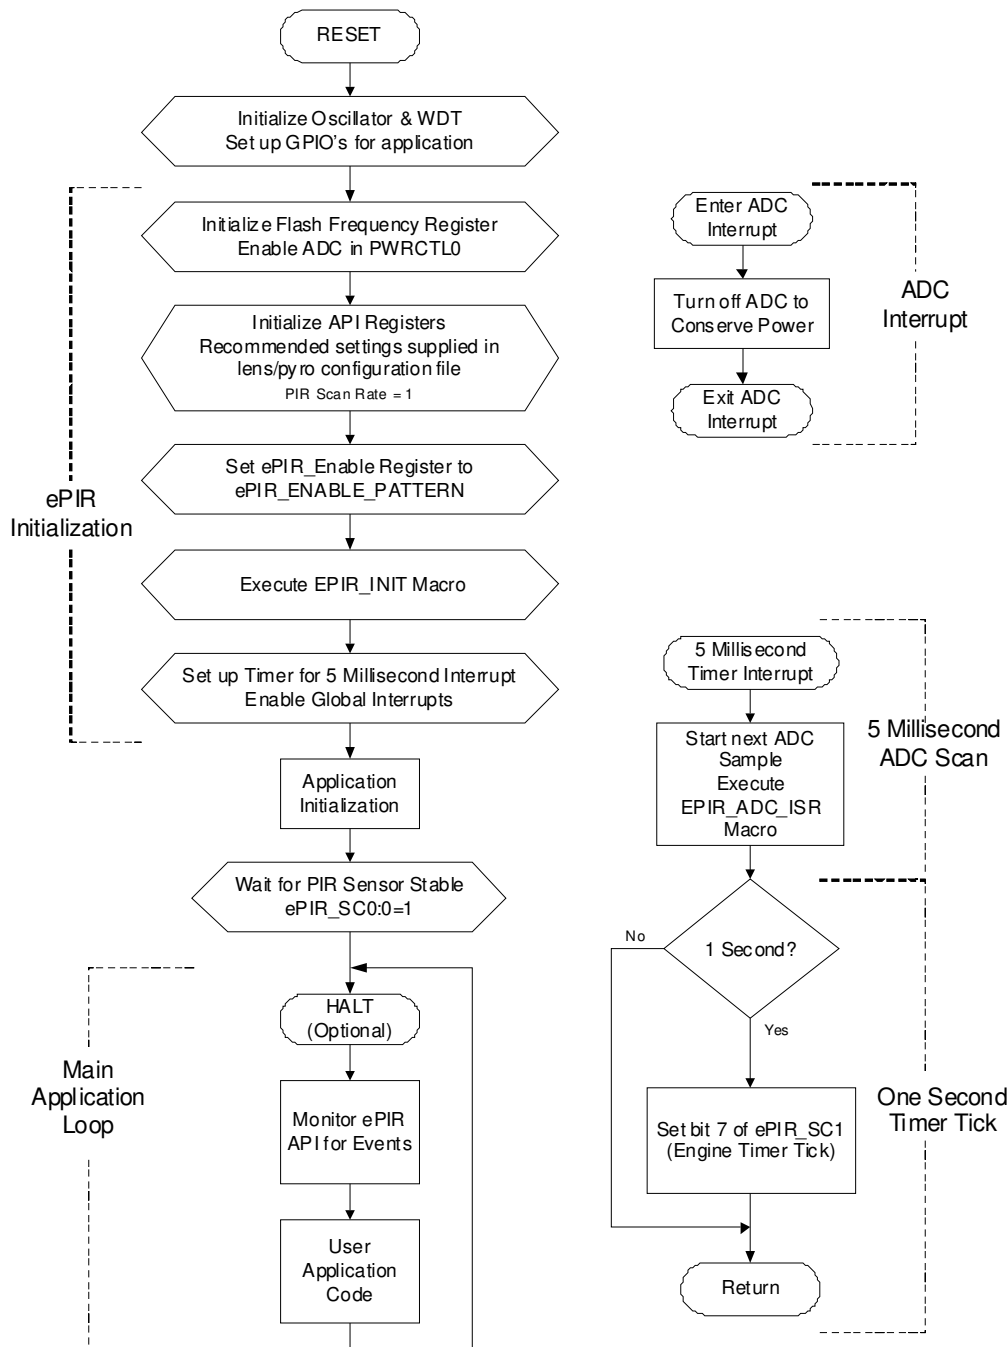 RESET
Initialize Oscillator & WDT
Set up GPIO's for application
Initialize Flash Frequency Register
Enable ADC in PWRCTL0
Initialize API Registers
Recommended settings supplied in
lens/pyro configuration file
PIR Scan Rate = 1
Set ePIR_Enable Register to
ePIR_ENABLE_PATTERN
ePIR
Initialization
Execute EPIR_INIT Macro
Set up Timer for 5 Millisecond Interrupt
Enable Global Interrupts
Application
Initialization
Wait for PIR Sensor Stable
ePIR_SC0:0=1
HALT
(Optional)
Main
Application
Loop
Monitor ePIR
API for Events
User
Application
Code
Enter ADC
Interrupt
Turn off ADC to
Conserve Power
Exit ADC
Interrupt
ADC
Interrupt
5 Millisecond
Timer Interrupt
Start next ADC
Sample
Execute
EPIR_ADC_ISR
Macro
5 Millisecond
ADC Scan
1 Second?
No
Yes
Set bit 7 of ePIR_SC1
(Engine Timer Tick)
One Second
Timer Tick
Return